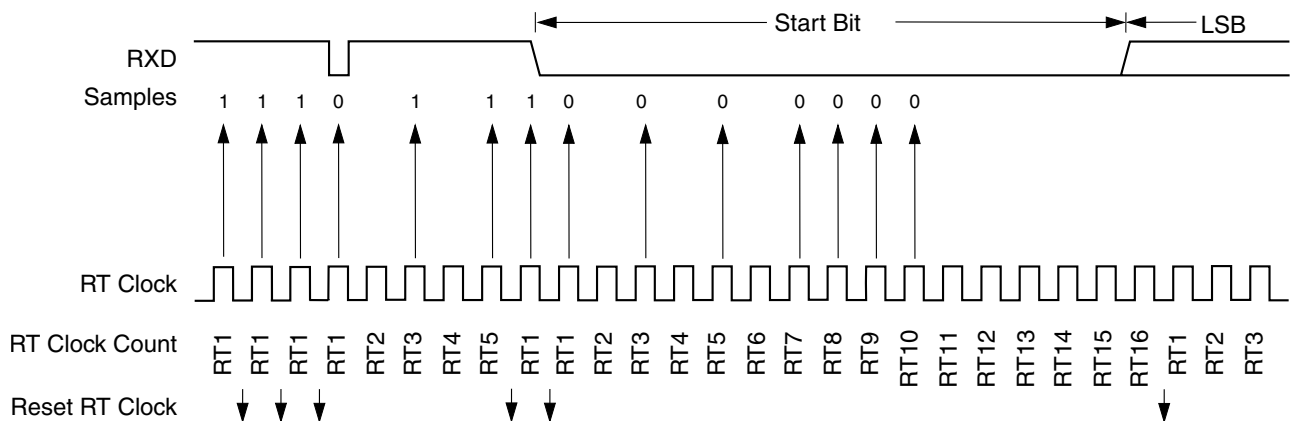 Start Bit LSB
RXD
Samples 1 1 1 0 1 1 1 0 0 0 0 0 0 0
RT Clock
RT Clock Count RT1 RT1 RT1 RT1 RT2 RT3 RT4 RT5 RT1 RT1 RT2 RT3 RT4 RT5 RT6 RT7 RT8 RT9 RT10 RT11 RT12 RT13 RT14 RT15 RT16 RT1 RT2 RT3
Reset RT Clock